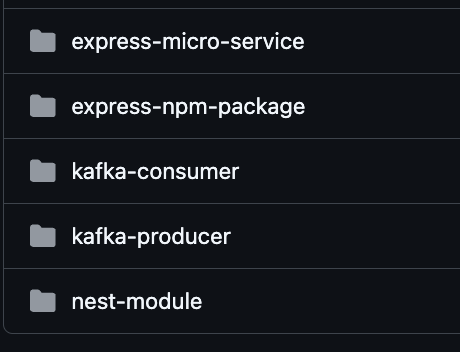 express-micro-service
express-npm-package
kafka-consumer
kafka-producer
nest-module